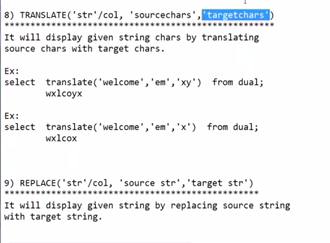 8) TRANSLATE('str'/col, 'sourcechars','targetchars')
****************************************************
It will display given string chars by translating
source chars with target chars.
Ex:
select translate('welcome','em','xy') from dual;
wxlcoyx
Ex:
select translate('welcome','em','x') from dual;
wxlcox
9) REPLACE('str'/col, 'source str','target str')
*************************************************
It will display given string by replacing source string
with target string.